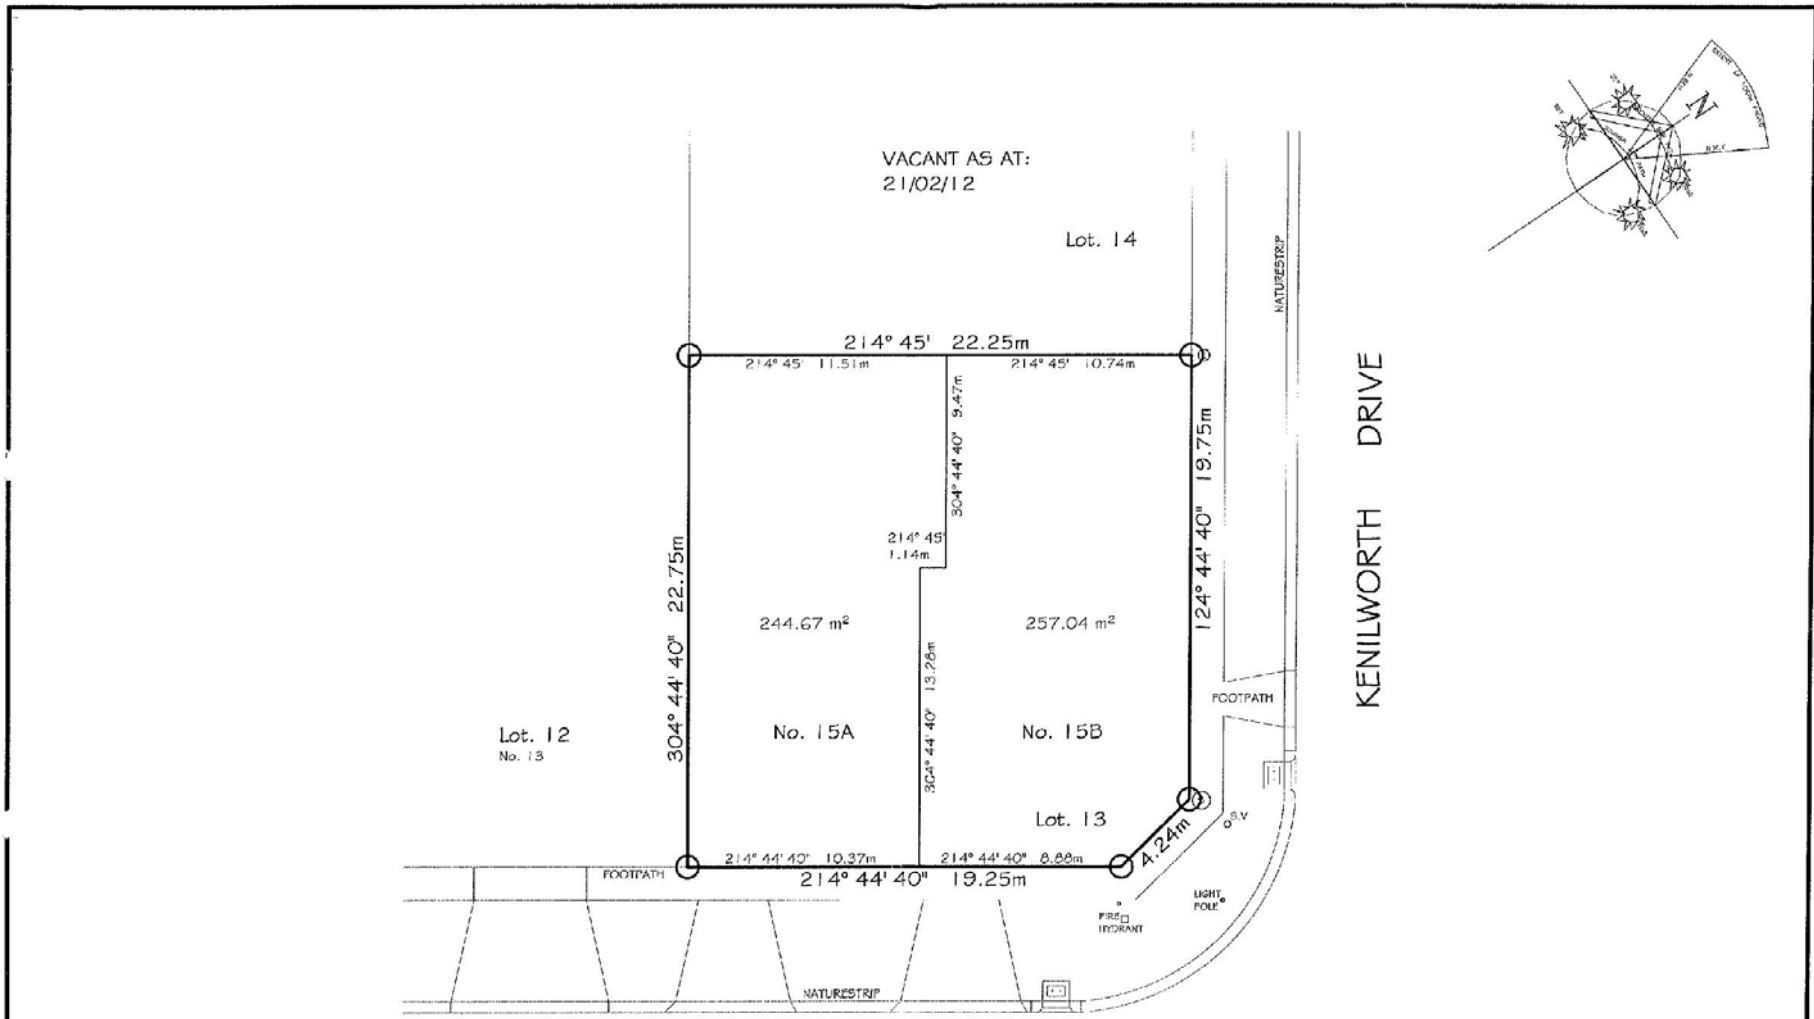 VACANT AS AT:
21/02/12
Lot. 14
N
NATURESTRIP
214° 45' 22.25m
214° 45' 11.51m
214° 45' 10.74m
304° 44' 40" 9.47m
124° 44' 40" 19.75m
KENILWORTH DRIVE
214° 45'
1.14m
304° 44' 40" 22.75m
244.67 m²
257.04 m²
304° 44' 40" 13.28m
FOOTPATH
Lot. 12
No. 13
No. 15A
No. 15B
Lot. 13
S.V
4.24m
214° 44' 40" 10.37m
214° 44' 40" 8.88m
FOOTPATH
214° 44' 40" 19.25m
LIGHT
POLE
FIRE
HYDRANT
NATURESTRIP